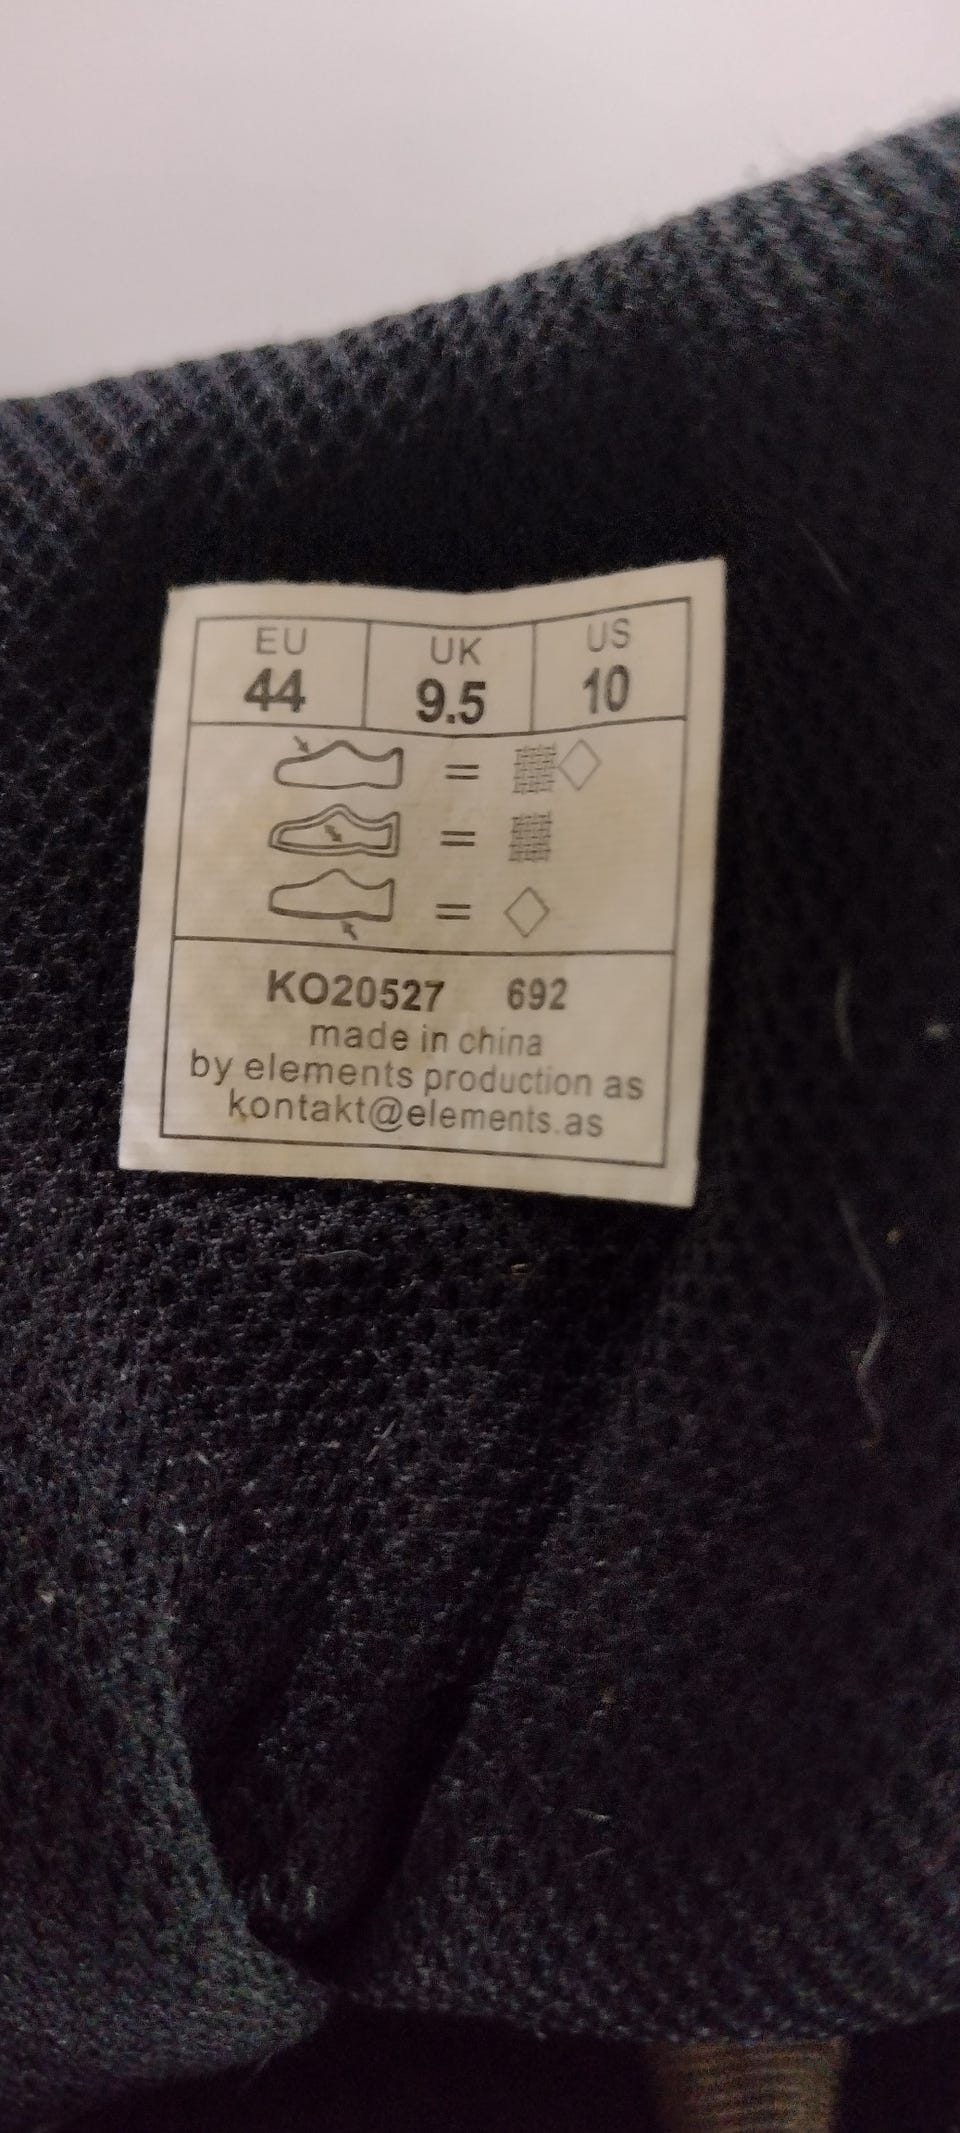 EU UK US
44 9.5 10
=
=
=
KO20527 692
made in china
by elements production as
kontakt@elements.as